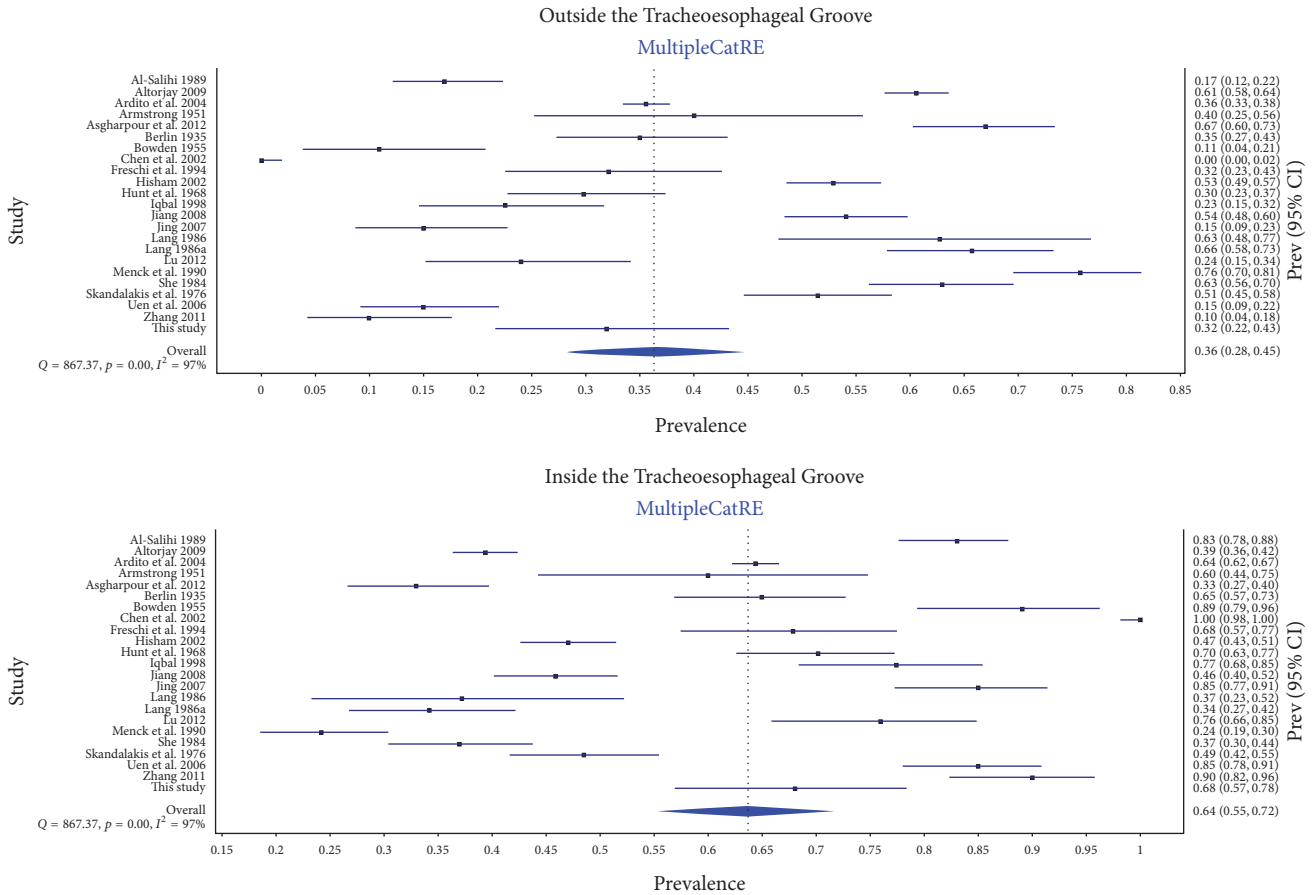 Outside the Tracheoesophageal Groove
MultipleCatRE
Study
Al-Salihi 1989 0.17 (0.12, 0.22)
Altorjay 2009 0.61 (0.58, 0.64)
Ardito et al. 2004 0.36 (0.33, 0.38)
Armstrong 1951 0.40 (0.25, 0.56)
Asgharpour et al. 2012 0.67 (0.60, 0.73)
Berlin 1935 0.35 (0.27, 0.43)
Bowden 1955 0.11 (0.04, 0.21)
Chen et al. 2002 0.00 (0.00, 0.02)
Freschi et al. 1994 0.32 (0.23, 0.43)
Hisham 2002 0.53 (0.49, 0.57)
Hunt et al. 1968 0.30 (0.23, 0.37)
Iqbal 1998 0.23 (0.15, 0.32)
Jiang 2008 0.54 (0.48, 0.60)
Jing 2007 0.15 (0.09, 0.23)
Lang 1986 0.63 (0.48, 0.77)
Lang 1986a 0.66 (0.58, 0.73)
Lu 2012 0.24 (0.15, 0.34)
Menck et al. 1990 0.76 (0.70, 0.81)
She 1984 0.63 (0.56, 0.70)
Skandalakis et al. 1976 0.51 (0.45, 0.58)
Uen et al. 2006 0.15 (0.09, 0.22)
Zhang 2011 0.10 (0.04, 0.18)
This study 0.32 (0.22, 0.43)
Overall 0.36 (0.28, 0.45)
Q = 867.37, p = 0.00, I² = 97%
Prev (95% CI)
0 0.05 0.1 0.15 0.2 0.25 0.3 0.35 0.4 0.45 0.5 0.55 0.6 0.65 0.7 0.75 0.8 0.85
Prevalence
Inside the Tracheoesophageal Groove
MultipleCatRE
Study
Al-Salihi 1989 0.83 (0.78, 0.88)
Altorjay 2009 0.39 (0.36, 0.42)
Ardito et al. 2004 0.64 (0.62, 0.67)
Armstrong 1951 0.60 (0.44, 0.75)
Asgharpour et al. 2012 0.33 (0.27, 0.40)
Berlin 1935 0.65 (0.57, 0.73)
Bowden 1955 0.89 (0.79, 0.96)
Chen et al. 2002 1.00 (0.98, 1.00)
Freschi et al. 1994 0.68 (0.57, 0.77)
Hisham 2002 0.47 (0.43, 0.51)
Hunt et al. 1968 0.70 (0.63, 0.77)
Iqbal 1998 0.77 (0.68, 0.85)
Jiang 2008 0.46 (0.40, 0.52)
Jing 2007 0.85 (0.77, 0.91)
Lang 1986 0.37 (0.23, 0.52)
Lang 1986a 0.34 (0.27, 0.42)
Lu 2012 0.76 (0.66, 0.85)
Menck et al. 1990 0.24 (0.19, 0.30)
She 1984 0.37 (0.30, 0.44)
Skandalakis et al. 1976 0.49 (0.42, 0.55)
Uen et al. 2006 0.85 (0.78, 0.91)
Zhang 2011 0.90 (0.82, 0.96)
This study 0.68 (0.57, 0.78)
Overall 0.64 (0.55, 0.72)
Q = 867.37, p = 0.00, I² = 97%
Prev (95% CI)
0.15 0.2 0.25 0.3 0.35 0.4 0.45 0.5 0.55 0.6 0.65 0.7 0.75 0.8 0.85 0.9 0.95 1
Prevalence